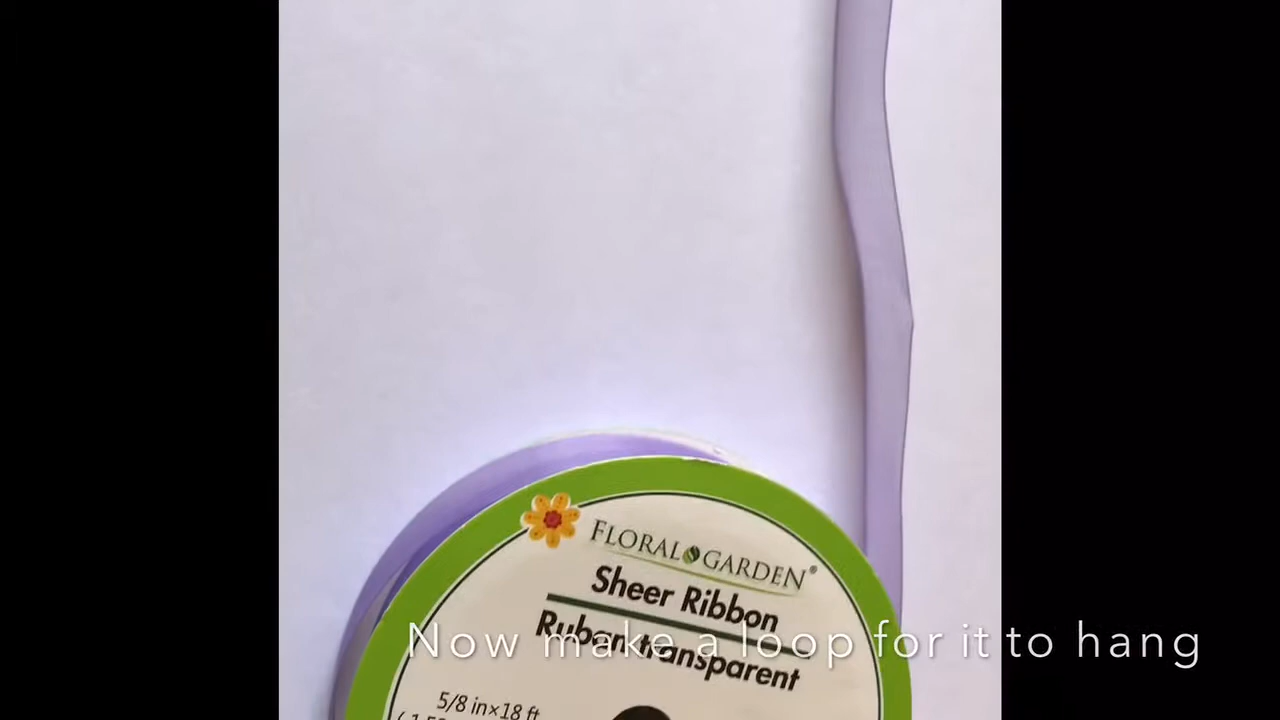 FLORAL GARDEN®
Sheer Ribbon
Ruban transparent
5/8 in×18 ft
Now make a loop for it to hang